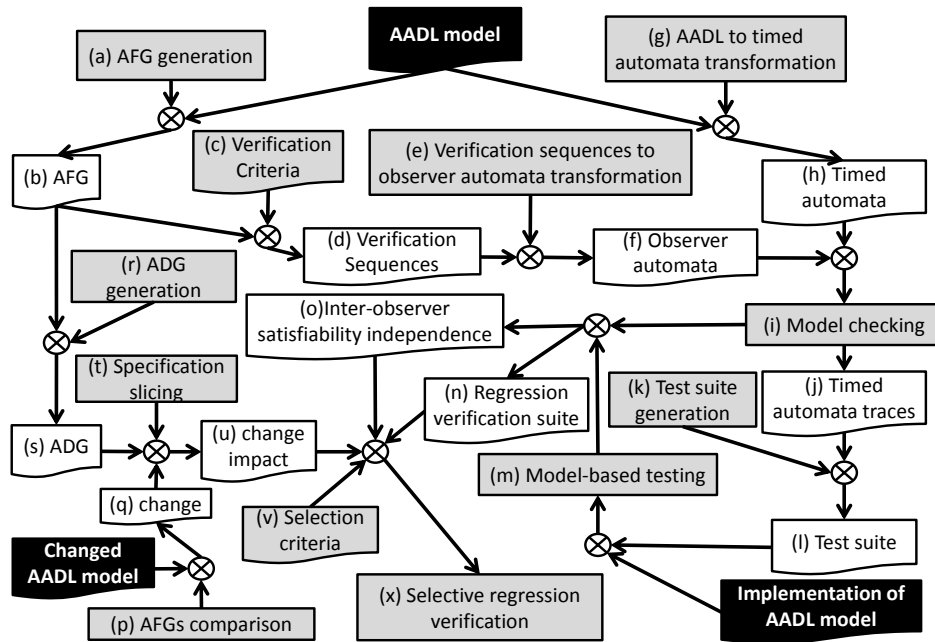 AADL model
(a) AFG generation
(g) AADL to timed
automata transformation
(b) AFG
(c) Verification
Criteria
(e) Verification sequences to
observer automata transformation
(h) Timed
automata
(d) Verification
Sequences
(f) Observer
automata
(r) ADG
generation
(o)Inter-observer
satisfiability independence
(i) Model checking
(t) Specification
slicing
(n) Regression
verification suite
(k) Test suite
generation
(j) Timed
automata traces
(s) ADG
(u) change
impact
(m) Model-based testing
(q) change
(v) Selection
criteria
(l) Test suite
Changed
AADL model
(x) Selective regression
verification
Implementation of
AADL model
(p) AFGs comparison